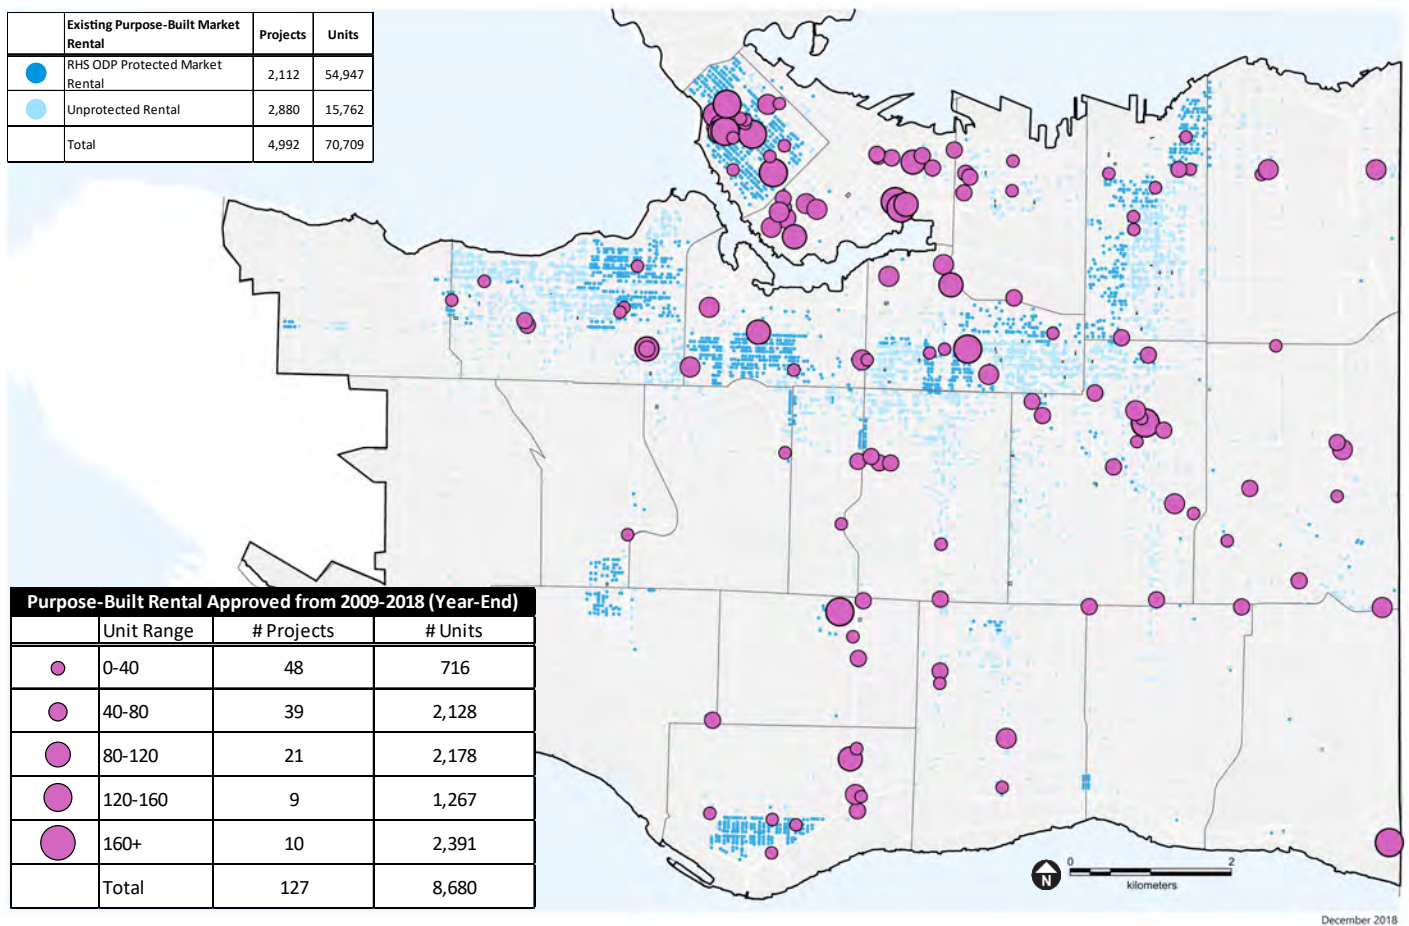 Existing Purpose-Built Market
Rental
Projects
Units
RHS ODP Protected Market
Rental
2,112
54,947
Unprotected Rental
2,880
15,762
Total
4,992
70,709
Purpose-Built Rental Approved from 2009-2018 (Year-End)
Unit Range
# Projects
# Units
0-40
48
716
40-80
39
2,128
80-120
21
2,178
120-160
9
1,267
160+
10
2,391
Total
127
8,680
N
0
2
kilometers
December 2018